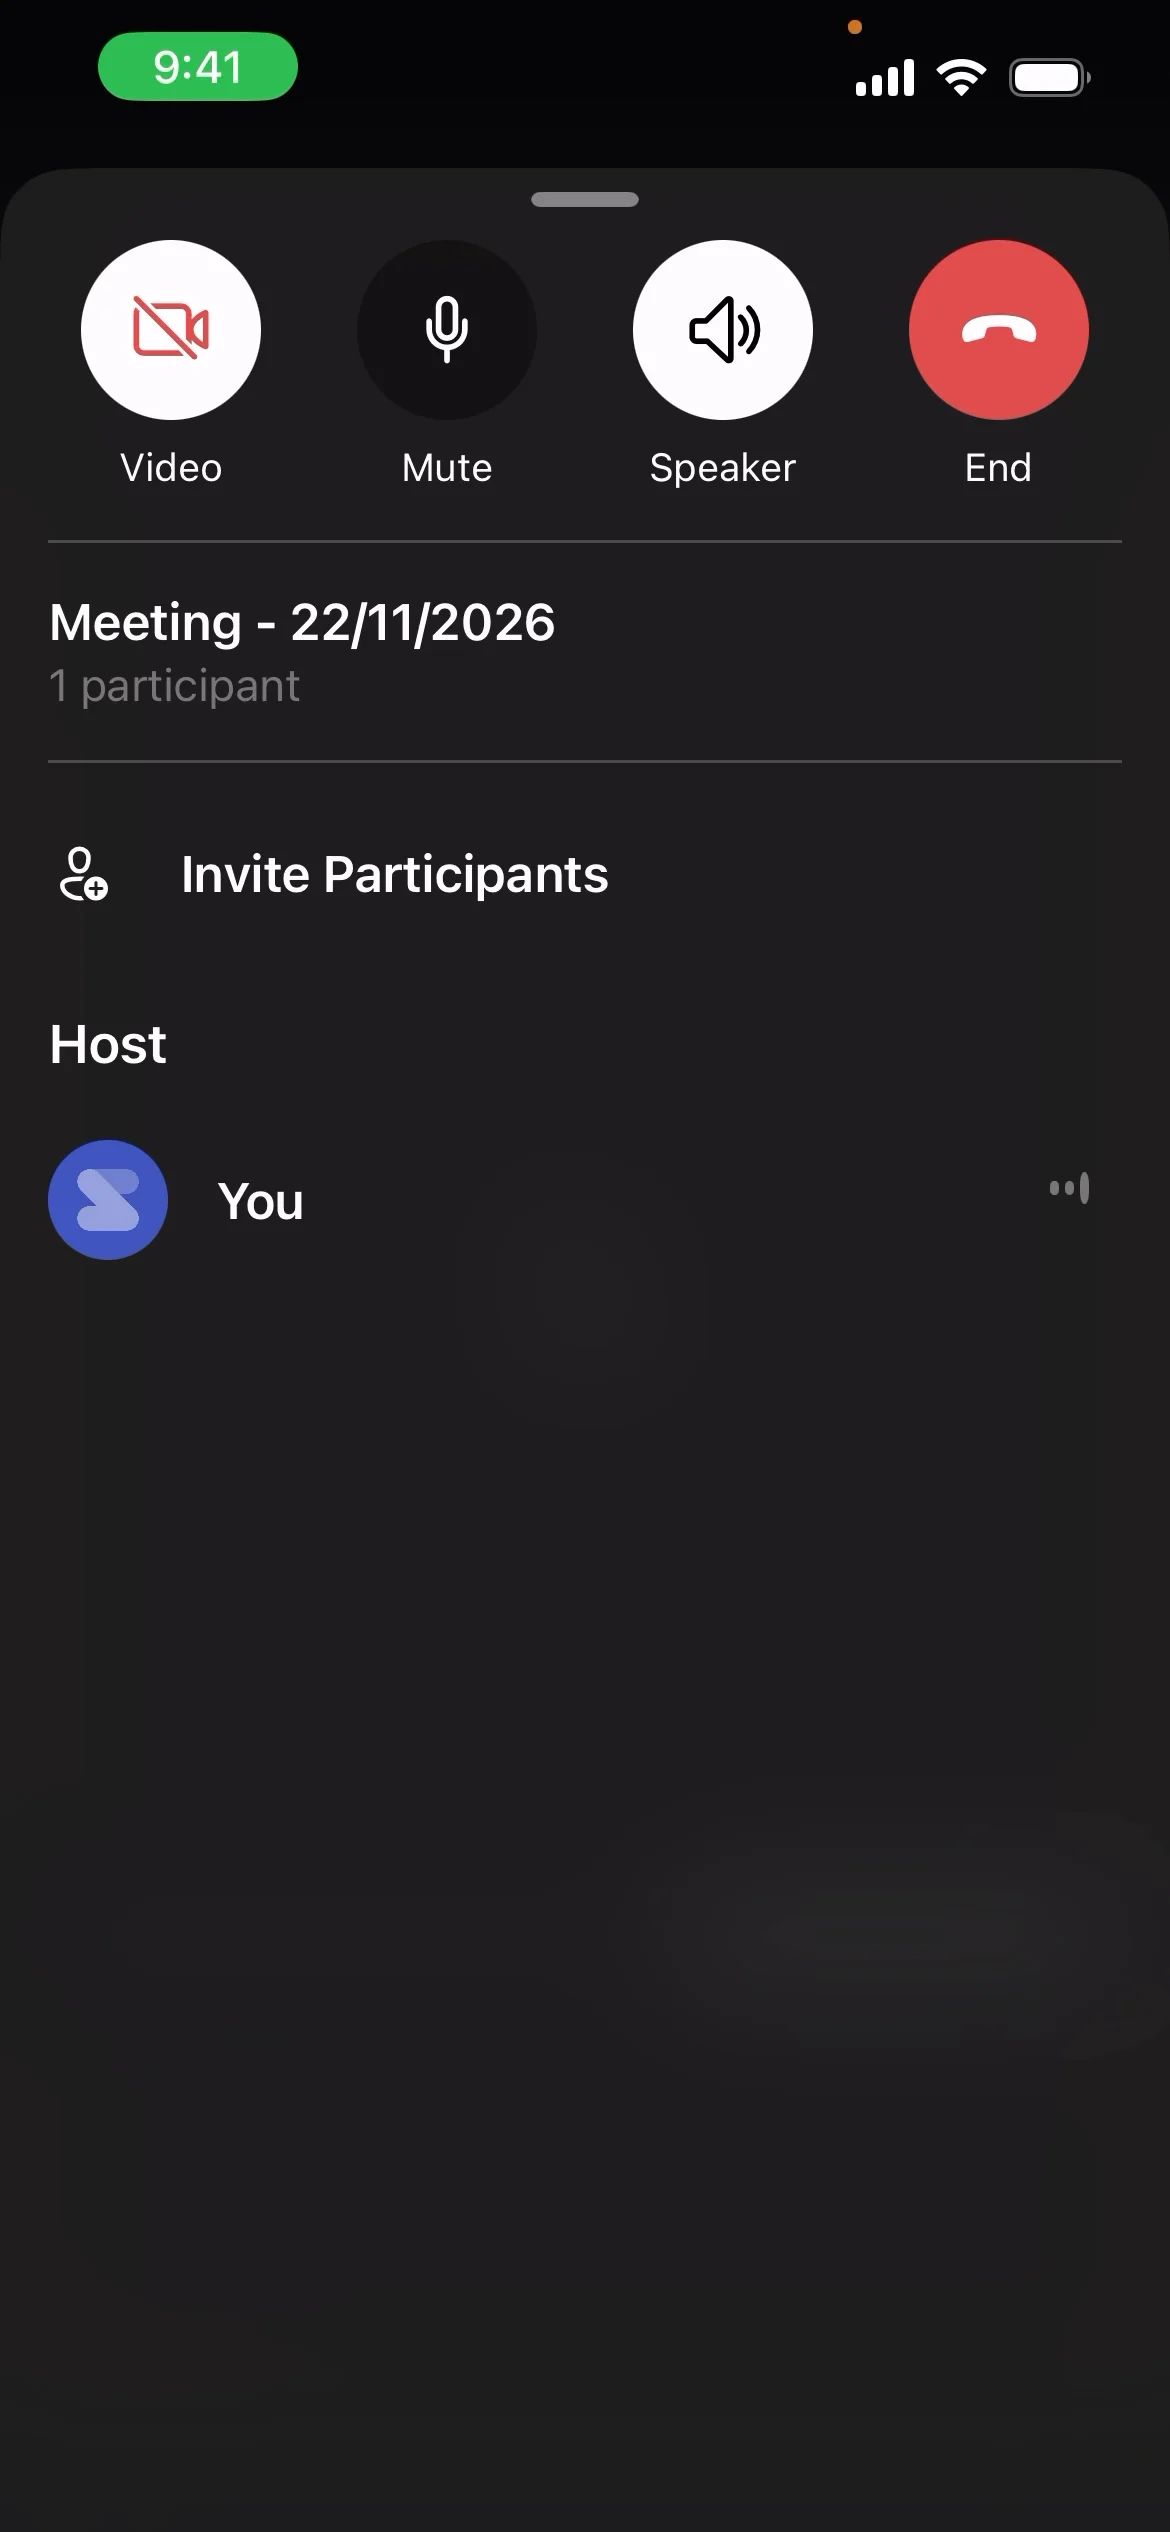 9:41
Video
Mute
Speaker
End
Meeting - 22/11/2026
1 participant
Invite Participants
Host
You